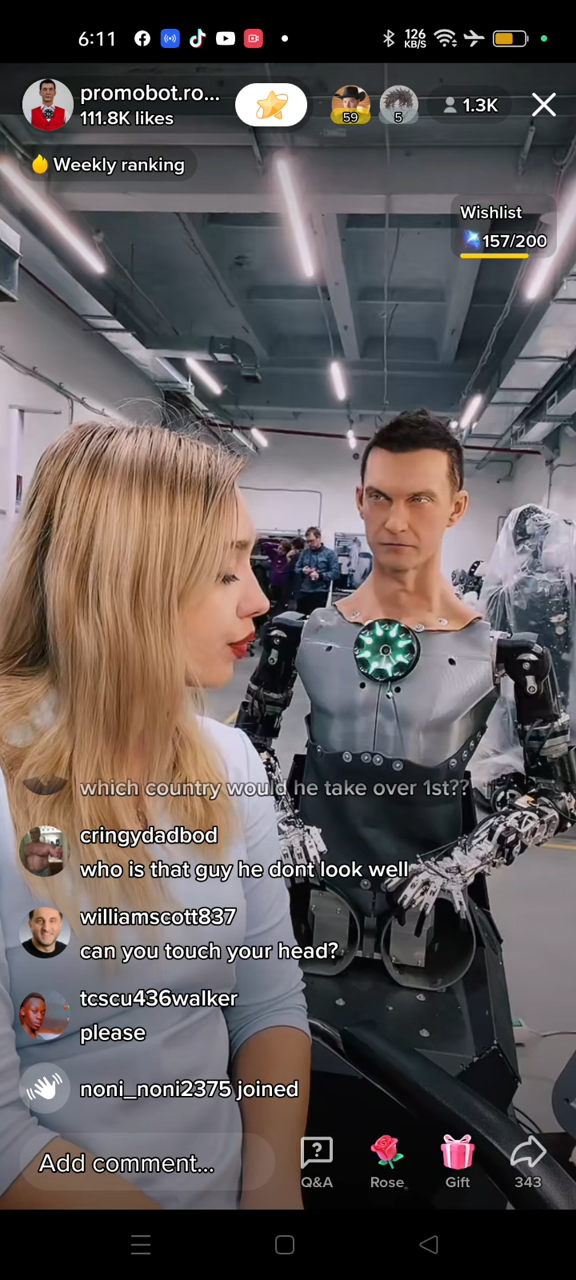 6:11
126
KB/S
promobot.ro...
111.8K likes
59
5
1.3K
Weekly ranking
Wishlist
157/200
which country would he take over 1st??
cringydadbod
who is that guy he dont look well
williamscott837
can you touch your head?
tcscu436walker
please
noni_noni2375 joined
Add comment...
Q&A
Rose
Gift
343